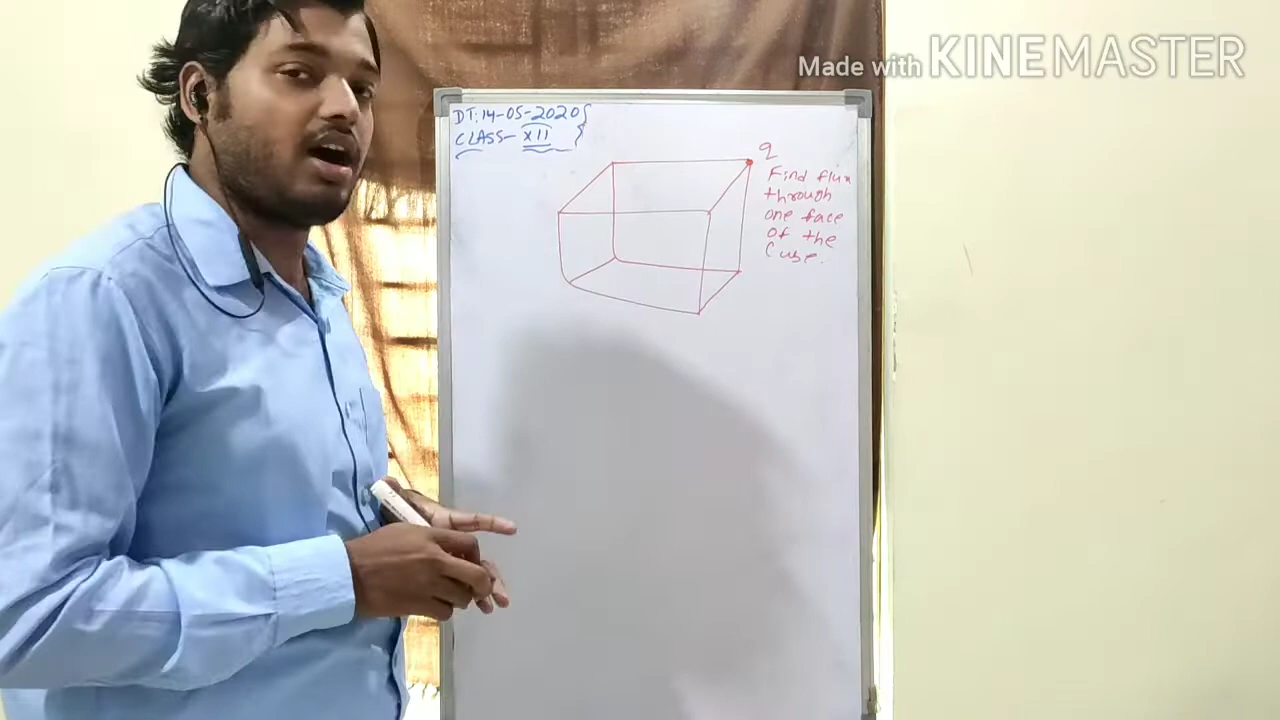 Made with KINEMASTER
DT:14-05-2020
CLASS- XII
q
Find flux
through
one face
of the
Cube.